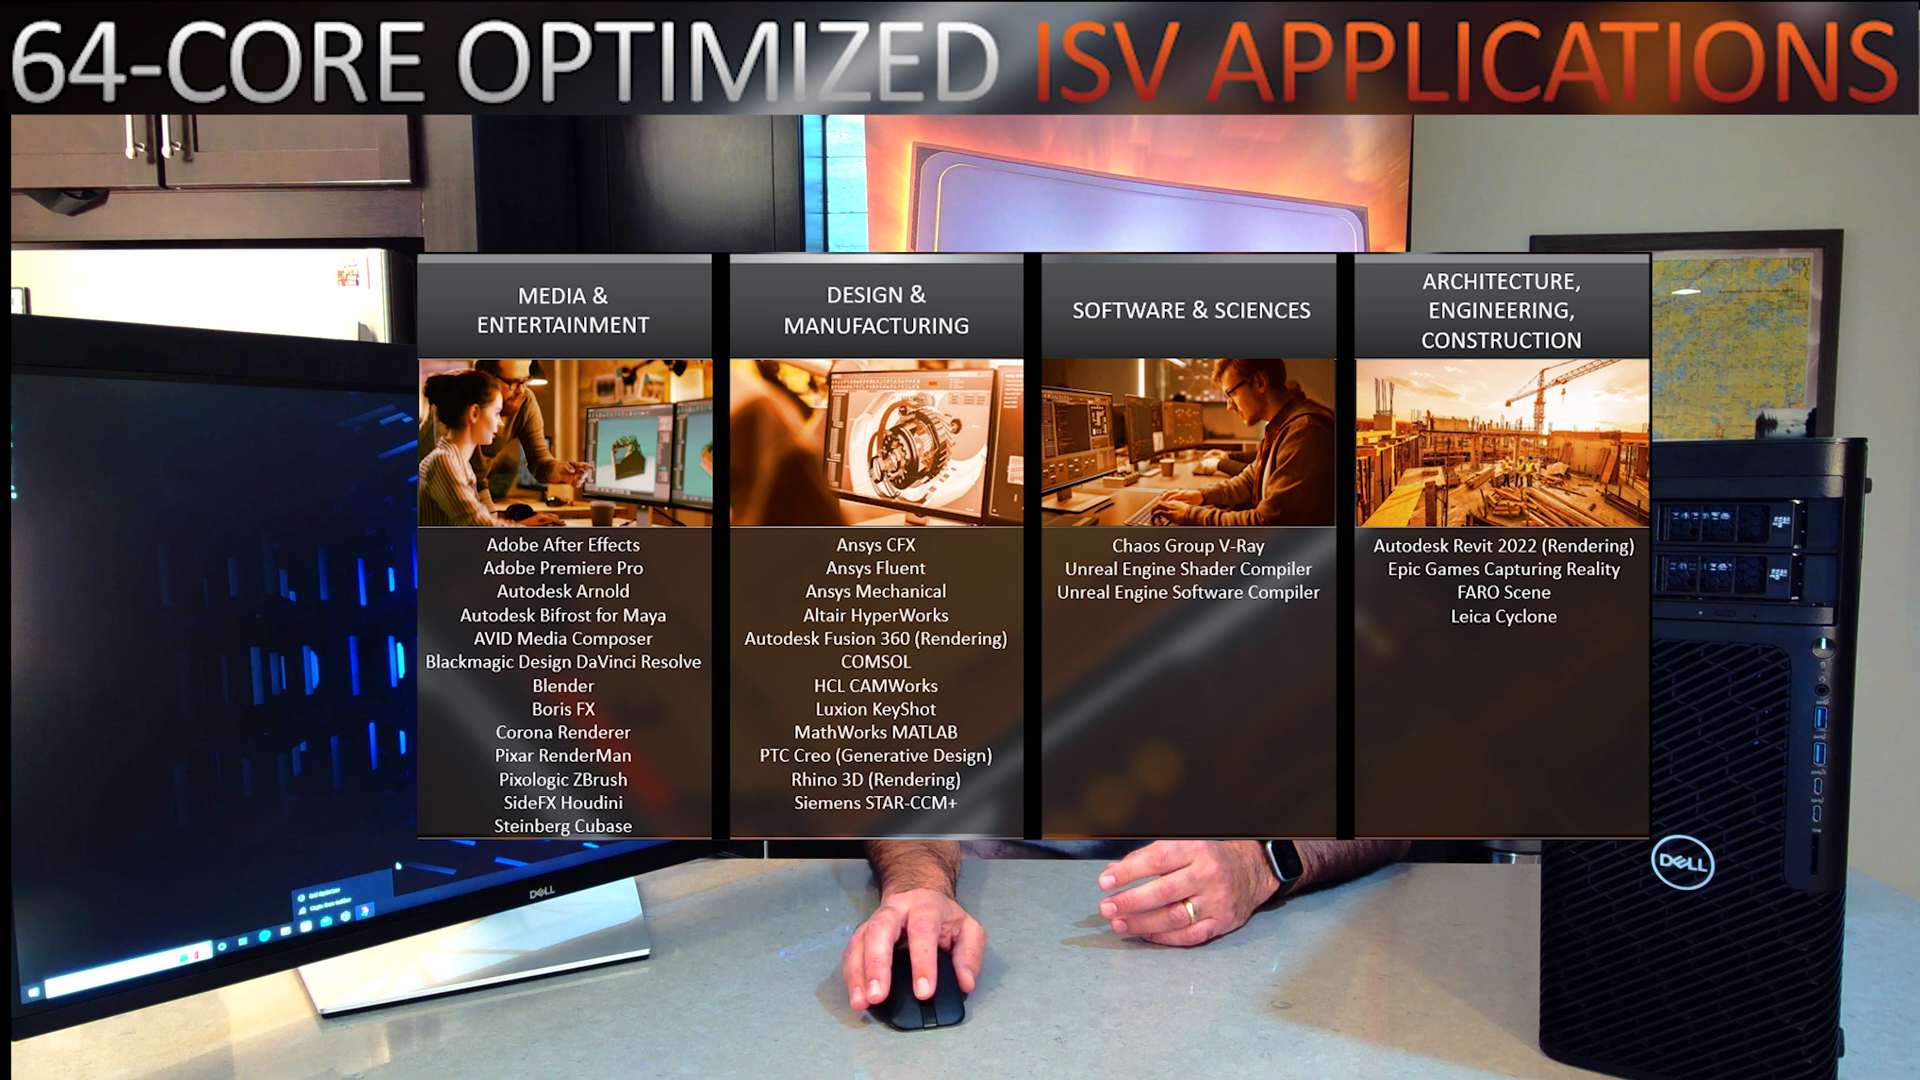 64-CORE OPTIMIZED ISV APPLICATIONS
MEDIA &
ENTERTAINMENT
Adobe After Effects
Adobe Premiere Pro
Autodesk Arnold
Autodesk Bifrost for Maya
AVID Media Composer
Blackmagic Design DaVinci Resolve
Blender
Boris FX
Corona Renderer
Pixar RenderMan
Pixologic ZBrush
SideFX Houdini
Steinberg Cubase
DESIGN &
MANUFACTURING
Ansys CFX
Ansys Fluent
Ansys Mechanical
Altair HyperWorks
Autodesk Fusion 360 (Rendering)
COMSOL
HCL CAMWorks
Luxion KeyShot
MathWorks MATLAB
PTC Creo (Generative Design)
Rhino 3D (Rendering)
Siemens STAR-CCM+
SOFTWARE & SCIENCES
Chaos Group V-Ray
Unreal Engine Shader Compiler
Unreal Engine Software Compiler
ARCHITECTURE,
ENGINEERING,
CONSTRUCTION
Autodesk Revit 2022 (Rendering)
Epic Games Capturing Reality
FARO Scene
Leica Cyclone
DELL
DELL